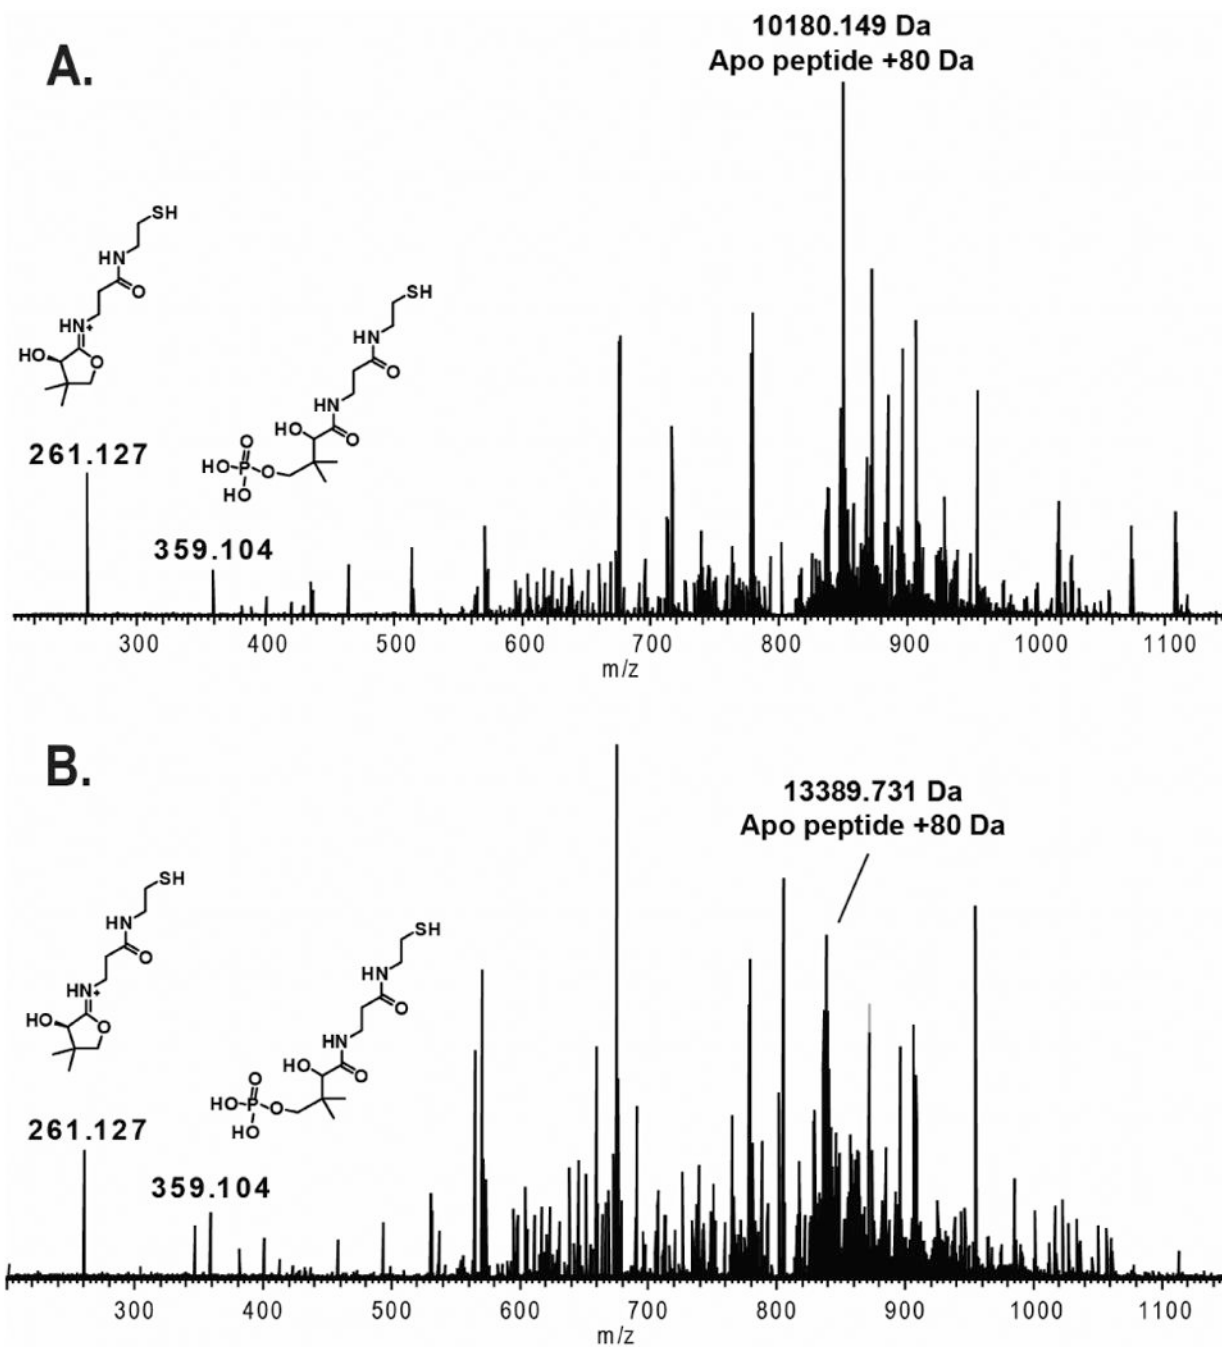 A.
10180.149 Da
Apo peptide +80 Da
SH
HN
O
HN+
HO
O
261.127
SH
HN
O
HN
HO
O
O
HO-P-O
HO
359.104
300 400 500 600 700 800 900 1000 1100
m/z
B.
13389.731 Da
Apo peptide +80 Da
SH
HN
O
HN+
HO
O
261.127
SH
HN
O
HN
HO
O
O
HO-P-O
HO
359.104
300 400 500 600 700 800 900 1000 1100
m/z